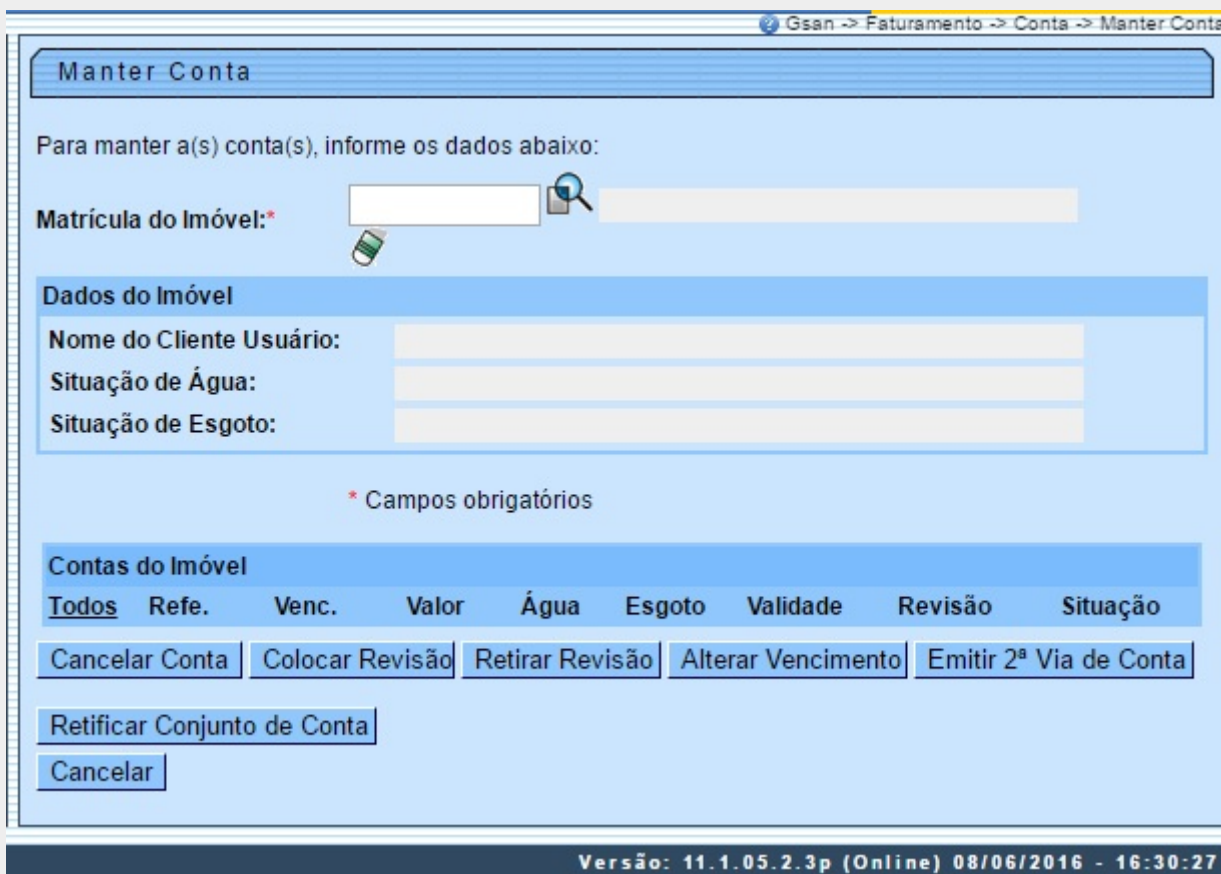 Gsan -> Faturamento -> Conta -> Manter Conta
Manter Conta
Para manter a(s) conta(s), informe os dados abaixo:
Matrícula do Imóvel:*
Dados do Imóvel
Nome do Cliente Usuário:
Situação de Água:
Situação de Esgoto:
* Campos obrigatórios
Contas do Imóvel
Todos Refe. Venc. Valor Água Esgoto Validade Revisão Situação
Cancelar Conta Colocar Revisão Retirar Revisão Alterar Vencimento Emitir 2ª Via de Conta
Retificar Conjunto de Conta
Cancelar
Versão: 11.1.05.2.3p (Online) 08/06/2016 - 16:30:27